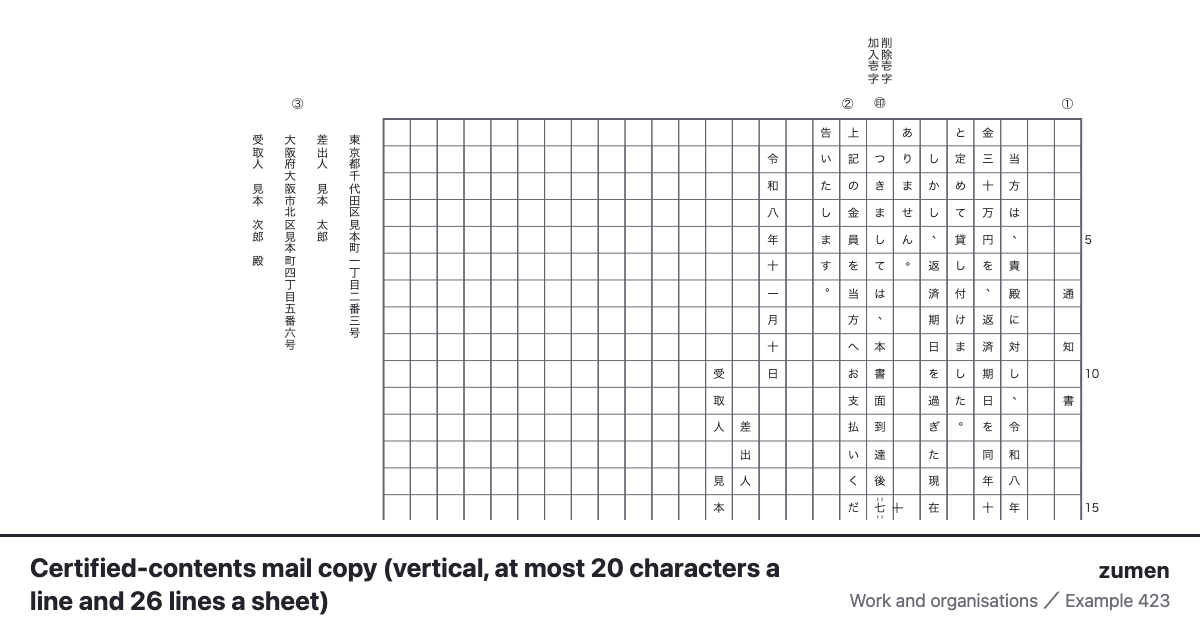 ①
5
10
15
通知書
当方は、貴殿に対し、令和八年
金三十万円を、返済期日を同年十
と定めて貸し付けました。
しかし、返済期日を過ぎた現在
ありません。
削除壱字
加入壱字
㊞
十
つきましては、本書面到達後七
②
上記の金員を当方へお支払いくだ
告いたします。
令和八年十一月十日
差出人
受取人 見本
③
東京都千代田区見本町一丁目二番三号
差出人 見本 太郎
大阪府大阪市北区見本町四丁目五番六号
受取人 見本 次郎 殿
Certified-contents mail copy (vertical, at most 20 characters a
line and 26 lines a sheet)
zumen
Work and organisations ／ Example 423